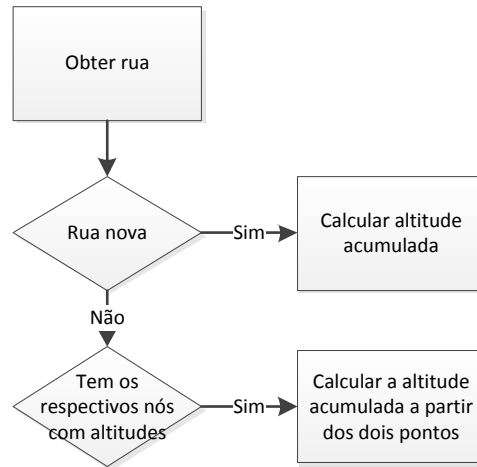 Obter rua
Rua nova
Sim
Calcular altitude
acumulada
Não
Tem os
respectivos nós
com altitudes
Sim
Calcular a altitude
acumulada a partir
dos dois pontos